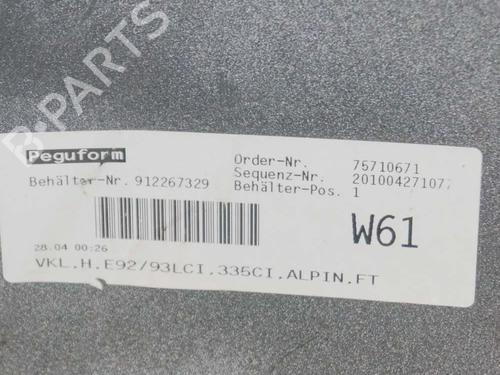 B-PARTS
Peguform
Order-Nr. 75710671
Sequenz-Nr. 201004271077
Behälter-Nr. 912267329 Behälter-Pos. 1
W61
28.04 00:26
VKL.H.E92/93LCI.335CI.ALPIN.FT